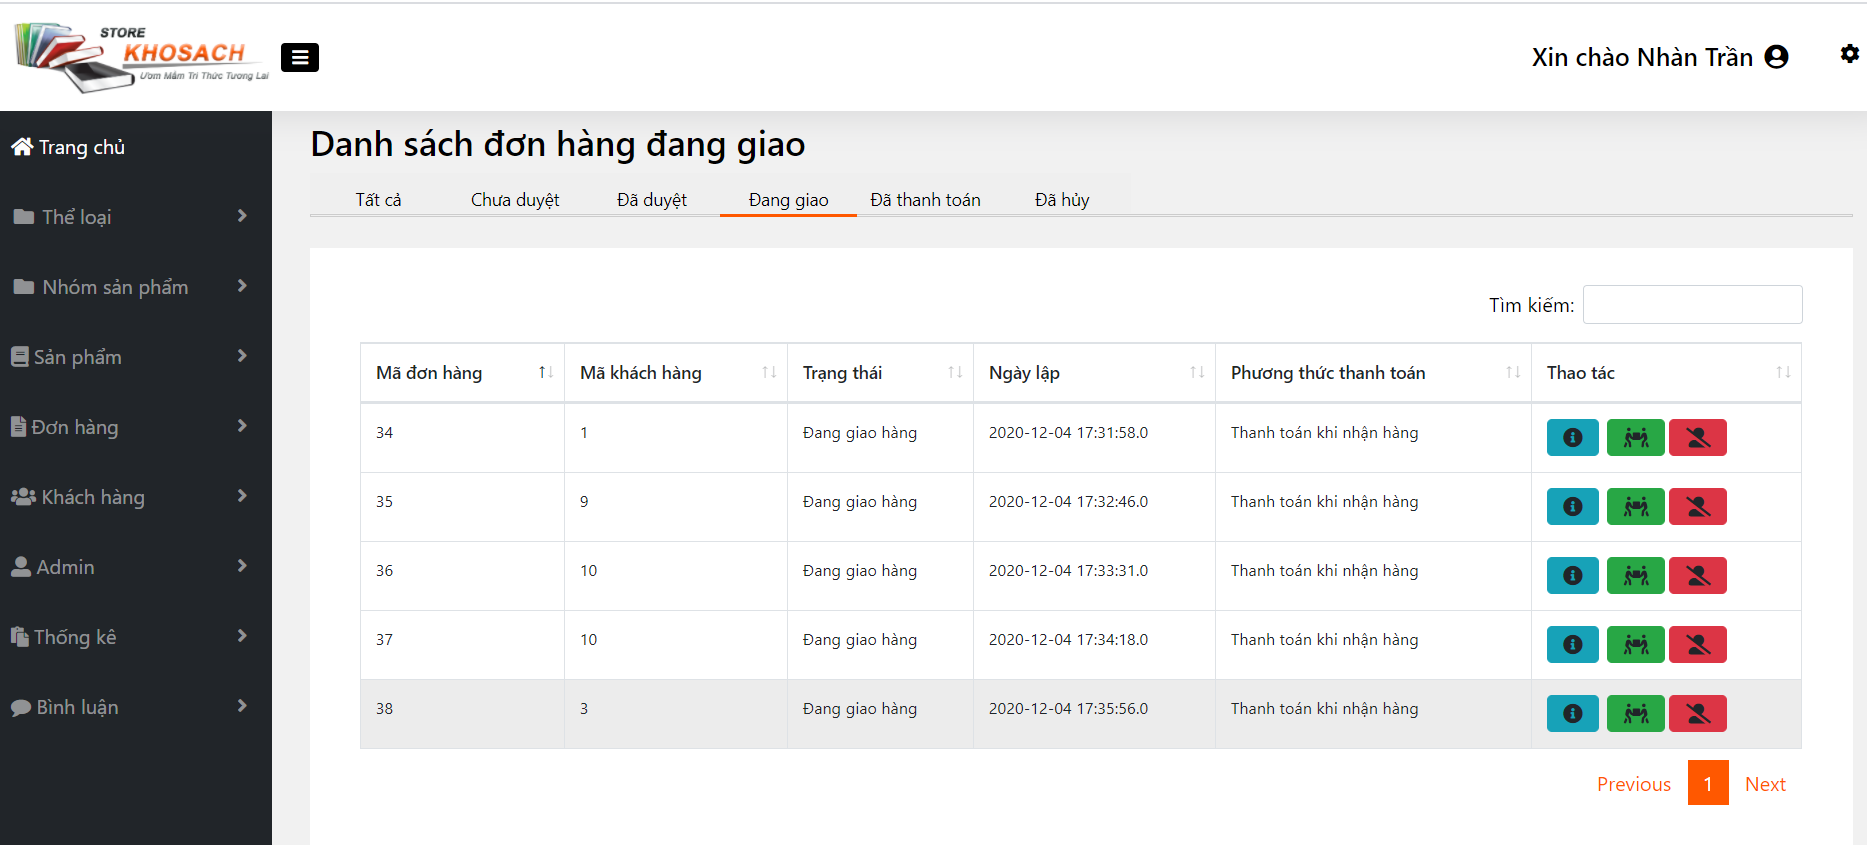 STORE
KHOSACH
Ươm Mầm Tri Thức Tương Lai
Xin chào Nhàn Trần
Trang chủ
Thể loại
Nhóm sản phẩm
Sản phẩm
Đơn hàng
Khách hàng
Admin
Thống kê
Bình luận
Danh sách đơn hàng đang giao
Tất cả Chưa duyệt Đã duyệt Đang giao Đã thanh toán Đã hủy
Tìm kiếm:
Mã đơn hàng Mã khách hàng Trạng thái Ngày lập Phương thức thanh toán Thao tác
34 1 Đang giao hàng 2020-12-04 17:31:58.0 Thanh toán khi nhận hàng
35 9 Đang giao hàng 2020-12-04 17:32:46.0 Thanh toán khi nhận hàng
36 10 Đang giao hàng 2020-12-04 17:33:31.0 Thanh toán khi nhận hàng
37 10 Đang giao hàng 2020-12-04 17:34:18.0 Thanh toán khi nhận hàng
38 3 Đang giao hàng 2020-12-04 17:35:56.0 Thanh toán khi nhận hàng
Previous 1 Next